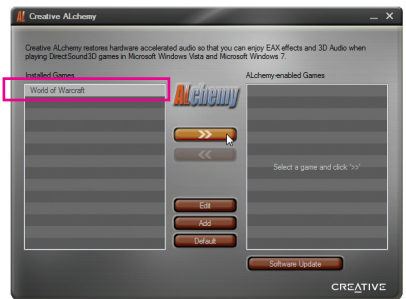 Creative ALchemy
Creative ALchemy restores hardware accelerated audio so that you can enjoy EAX effects and 3D Audio when
playing DirectSound3D games in Microsoft Windows Vista and Microsoft Windows 7.
Installed Games
ALchemy-enabled Games
World of Warcraft
ALchemy
>>
<<
Select a game and click '>>'
Edit
Add
Default
Software Update
CREATIVE